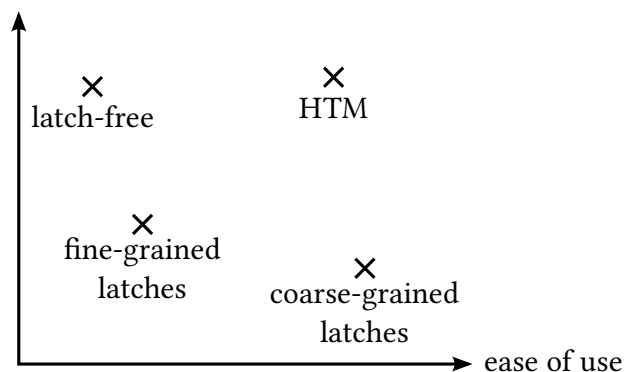 latch-free
HTM
fine-grained
latches
coarse-grained
latches
ease of use